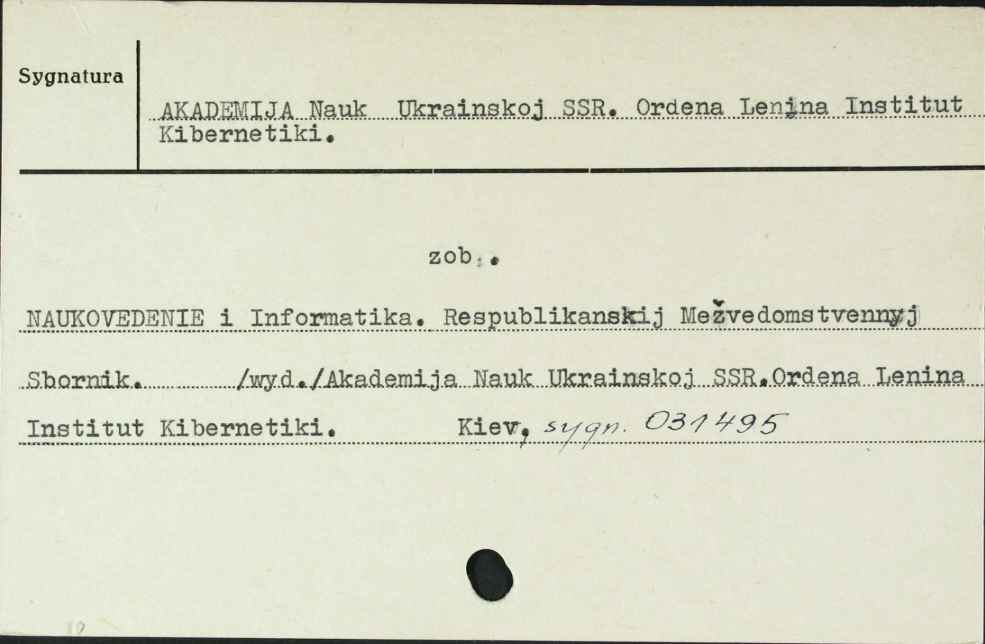 Sygnatura
AKADEMIJA Nauk Ukrainskoj SSR. Ordena Lenina Institut
Kibernetiki.
zob..
NAUKOVEDENIE i Informatika. Respublikanskij Mežvedomstvennyj
Sbornik. /wyd./Akademija Nauk Ukrainskoj SSR.Ordena Lenina
Institut Kibernetiki. Kiev, sygn. 031495